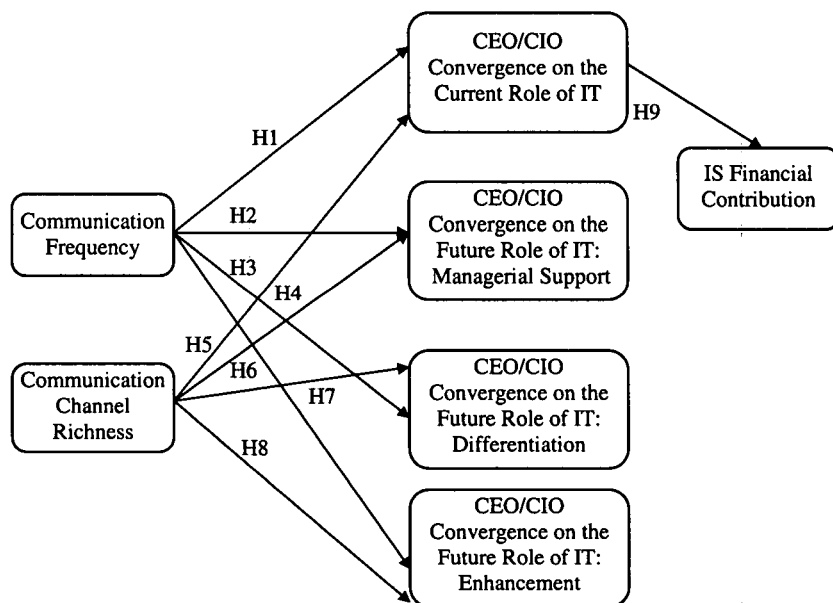 CEO/CIO
Convergence on the
Current Role of IT
H9
H1
IS Financial
Contribution
CEO/CIO
Convergence on the
Future Role of IT:
Managerial Support
Communication
Frequency
H2
H3
H4
H5
H6
H7
Communication
Channel
Richness
CEO/CIO
Convergence on the
Future Role of IT:
Differentiation
H8
CEO/CIO
Convergence on the
Future Role of IT:
Enhancement